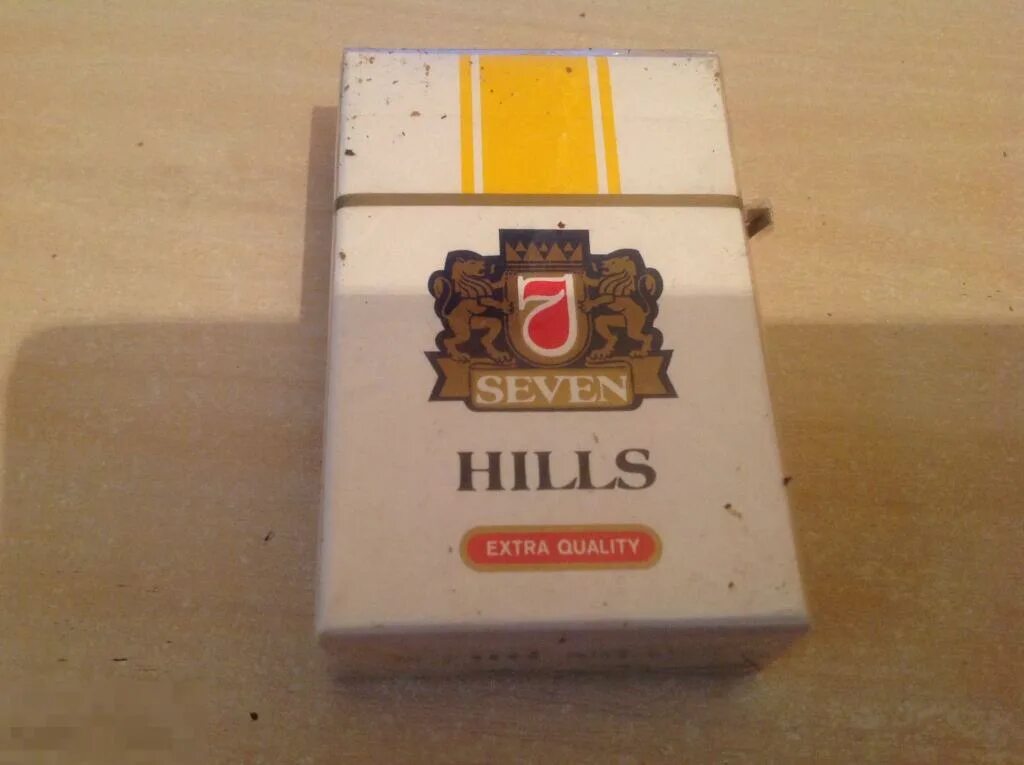 7
SEVEN
HILLS
EXTRA QUALITY